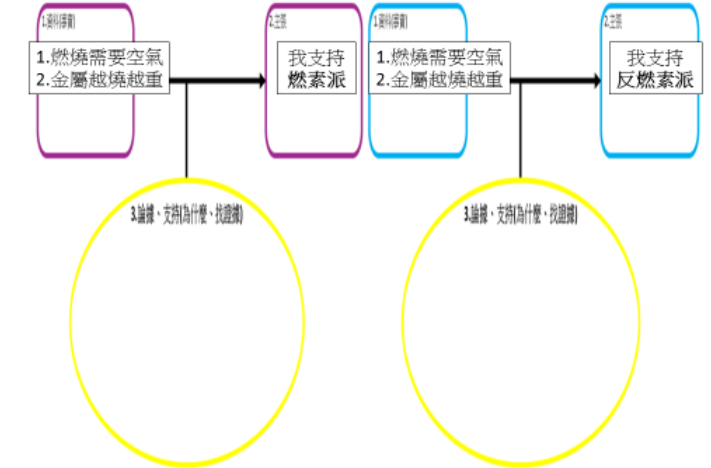 1.資料(事實)
1.燃燒需要空氣
2.金屬越燒越重
2.主張
我支持
燃素派
3.論據、支持(為什麼、找證據)
1.資料(事實)
1.燃燒需要空氣
2.金屬越燒越重
2.主張
我支持
反燃素派
3.論據、支持(為什麼、找證據)